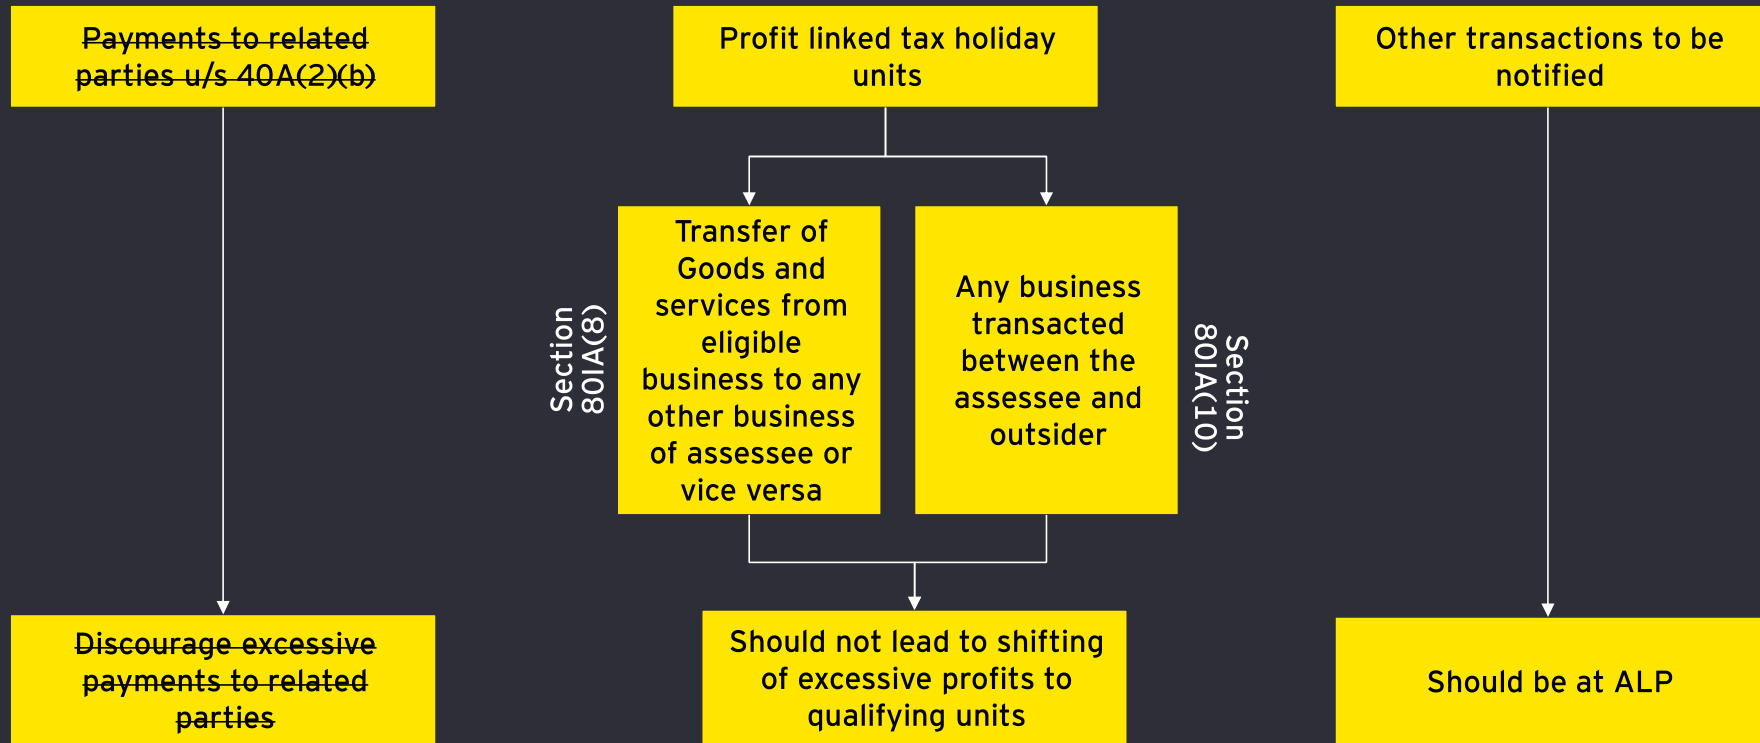 Payments to related
parties u/s 40A(2)(b)
Profit linked tax holiday
units
Other transactions to be
notified
Section
80IA(8)
Transfer of
Goods and
services from
eligible
business to any
other business
of assessee or
vice versa
Any business
transacted
between the
assessee and
outsider
Section
80IA(10)
Discourage excessive
payments to related
parties
Should not lead to shifting
of excessive profits to
qualifying units
Should be at ALP